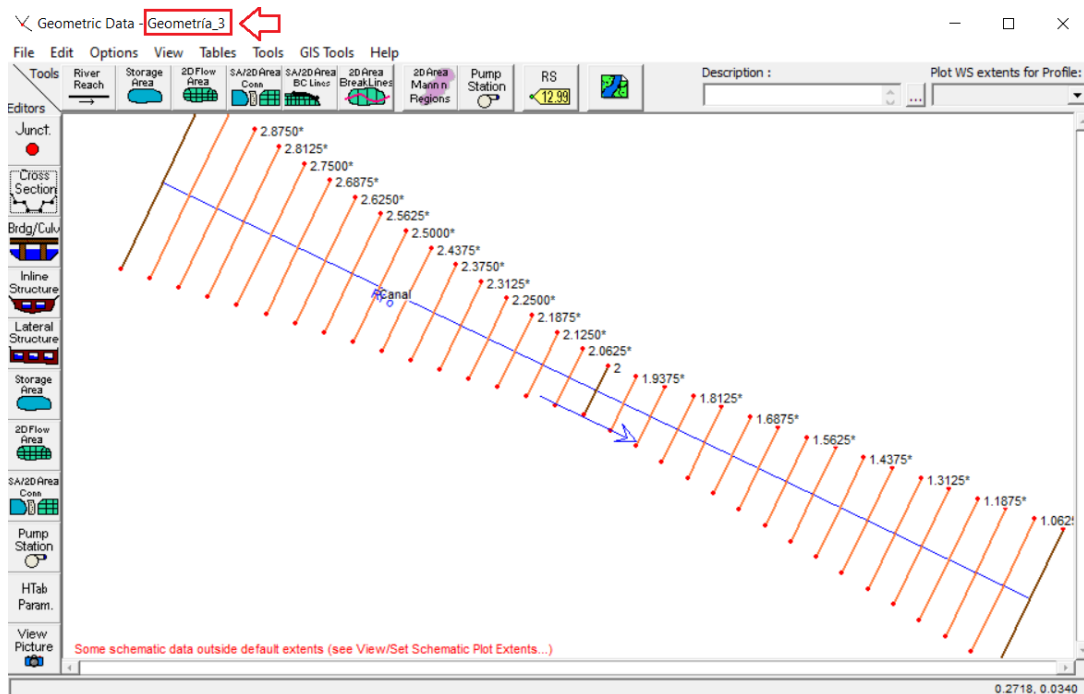 Geometric Data - Geometría_3
File Edit Options View Tables Tools GIS Tools Help
Tools
Editors
River Reach
Storage Area
2D Flow Area
SA/2D Area Conn
SA/2D Area BC Lines
2D Area BreakLines
2D Area Mann n Regions
Pump Station
RS
12.99
Description :
...
Plot WS extents for Profile:
Junct.
Cross Section
Brdg/Culv
Inline Structure
Lateral Structure
Storage Area
2D Flow Area
SA/2D Area Conn
Pump Station
HTab Param.
View Picture
2.8750*
2.8125*
2.7500*
2.6875*
2.6250*
2.5625*
2.5000*
2.4375*
2.3750*
2.3125*
2.2500*
2.1875*
2.1250*
2.0625*
2
1.9375*
1.8125*
1.6875*
1.5625*
1.4375*
1.3125*
1.1875*
1.062
Canal
Some schematic data outside default extents (see View/Set Schematic Plot Extents...)
0.2718, 0.0340